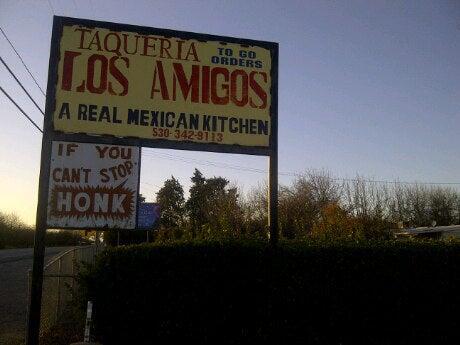 TAQUERIA
TO GO
ORDERS
LOS AMIGOS
A REAL MEXICAN KITCHEN
530-342-9113
IF YOU
CAN'T STOP
HONK